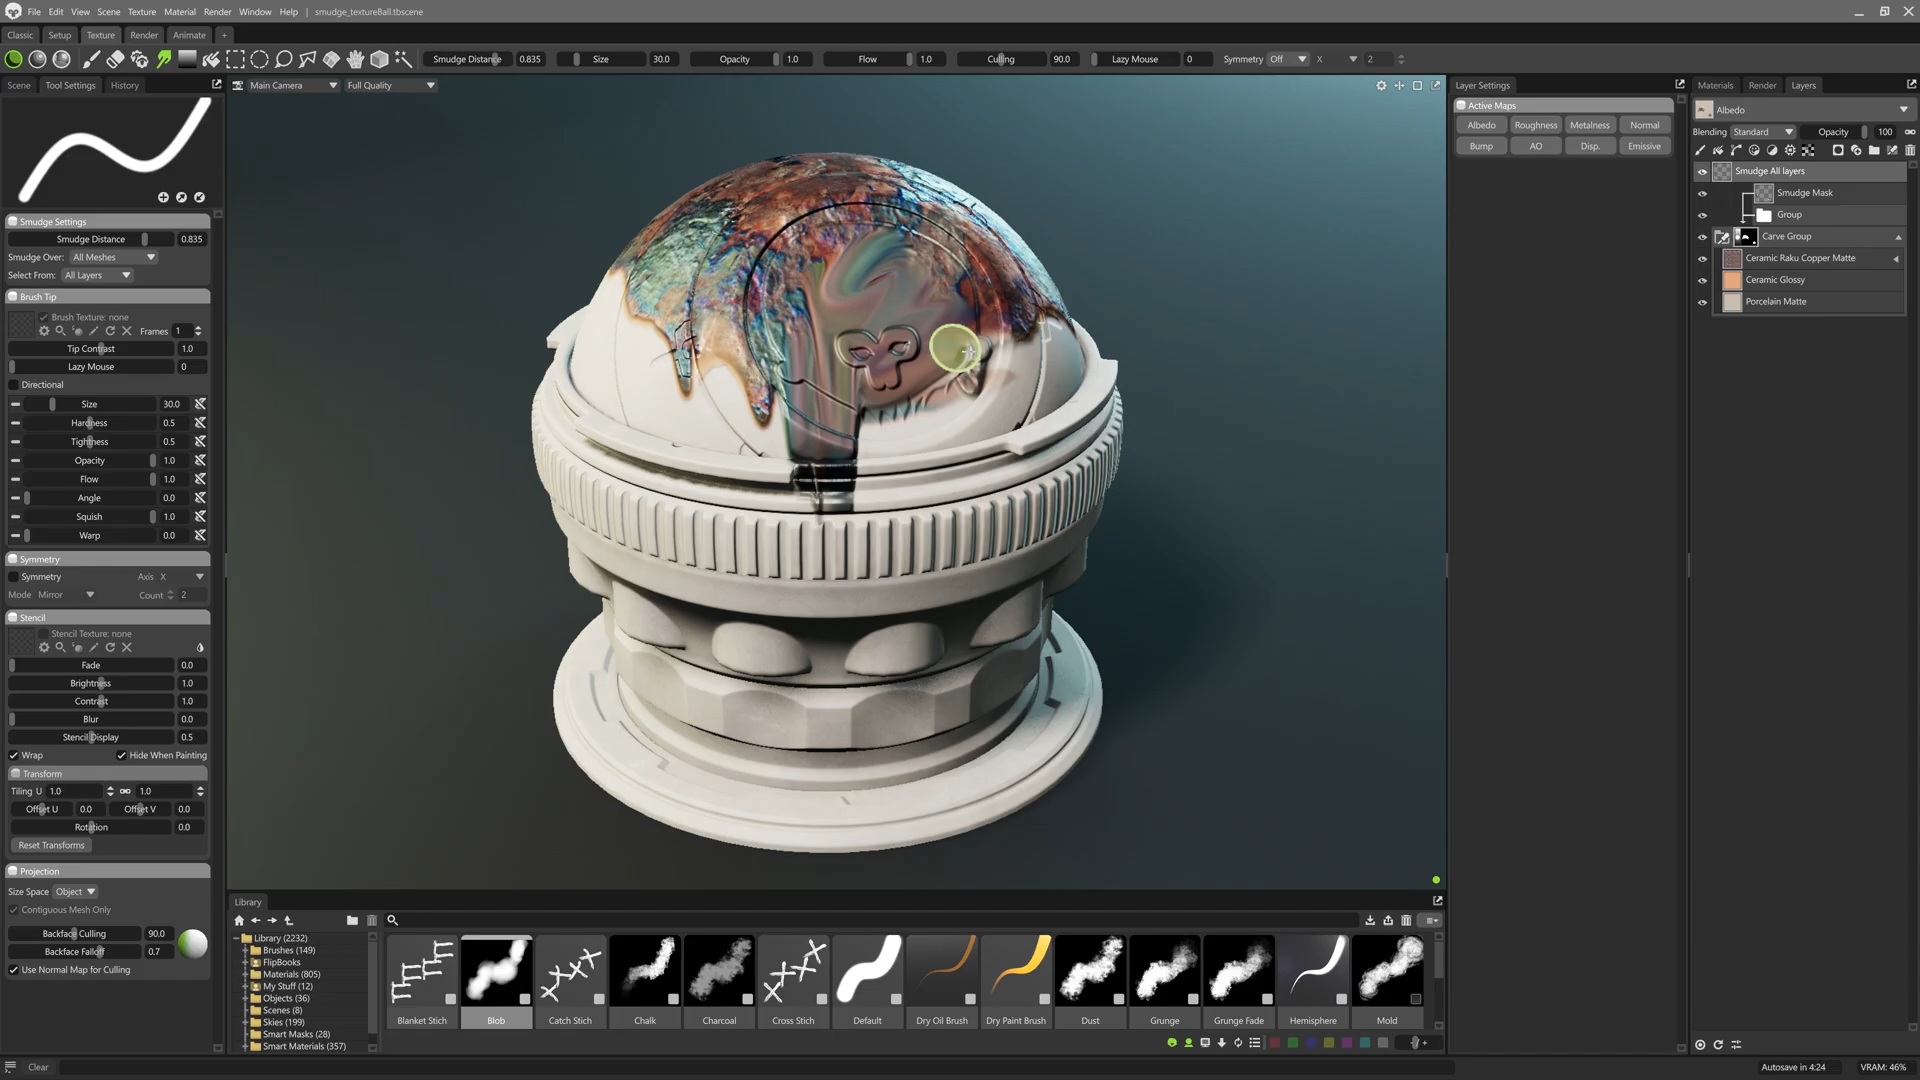 File Edit View Scene Texture Material Render Window Help | smudge_textureBall.tbscene
Classic Setup Texture Render Animate +
Smudge Distance 0.835 Size 30.0 Opacity 1.0 Flow 1.0 Culling 90.0 Lazy Mouse 0 Symmetry Off X 2
Scene Tool Settings History
Main Camera Full Quality
Smudge Settings
Smudge Distance 0.835
Smudge Over: All Meshes
Select From: All Layers
Brush Tip
Brush Texture: none
Frames 1
Tip Contrast 1.0
Lazy Mouse 0
Directional
Size 30.0
Hardness 0.5
Tightness 0.5
Opacity 1.0
Flow 1.0
Angle 0.0
Squish 1.0
Warp 0.0
Symmetry
Symmetry Axis X
Mode Mirror Count 2
Stencil
Stencil Texture: none
Fade 0.0
Brightness 1.0
Contrast 1.0
Blur 0.0
Stencil Display 0.5
Wrap Hide When Painting
Transform
Tiling U 1.0 1.0
Offset U 0.0 Offset V 0.0
Rotation 0.0
Reset Transforms
Projection
Size Space Object
Contiguous Mesh Only
Backface Culling 90.0
Backface Falloff 0.7
Use Normal Map for Culling
Clear
Library
Library (2232)
Brushes (149)
FlipBooks
Materials (805)
My Stuff (12)
Objects (36)
Scenes (8)
Skies (199)
Smart Masks (28)
Smart Materials (357)
Blanket Stich Blob Catch Stich Chalk Charcoal Cross Stich Default Dry Oil Brush Dry Paint Brush Dust Grunge Grunge Fade Hemisphere Mold
Layer Settings
Active Maps
Albedo Roughness Metalness Normal
Bump AO Disp. Emissive
Materials Render Layers
Albedo
Blending Standard Opacity 100
Smudge All layers
Smudge Mask
Group
Carve Group
Ceramic Raku Copper Matte
Ceramic Glossy
Porcelain Matte
Autosave in 4:24 VRAM: 46%